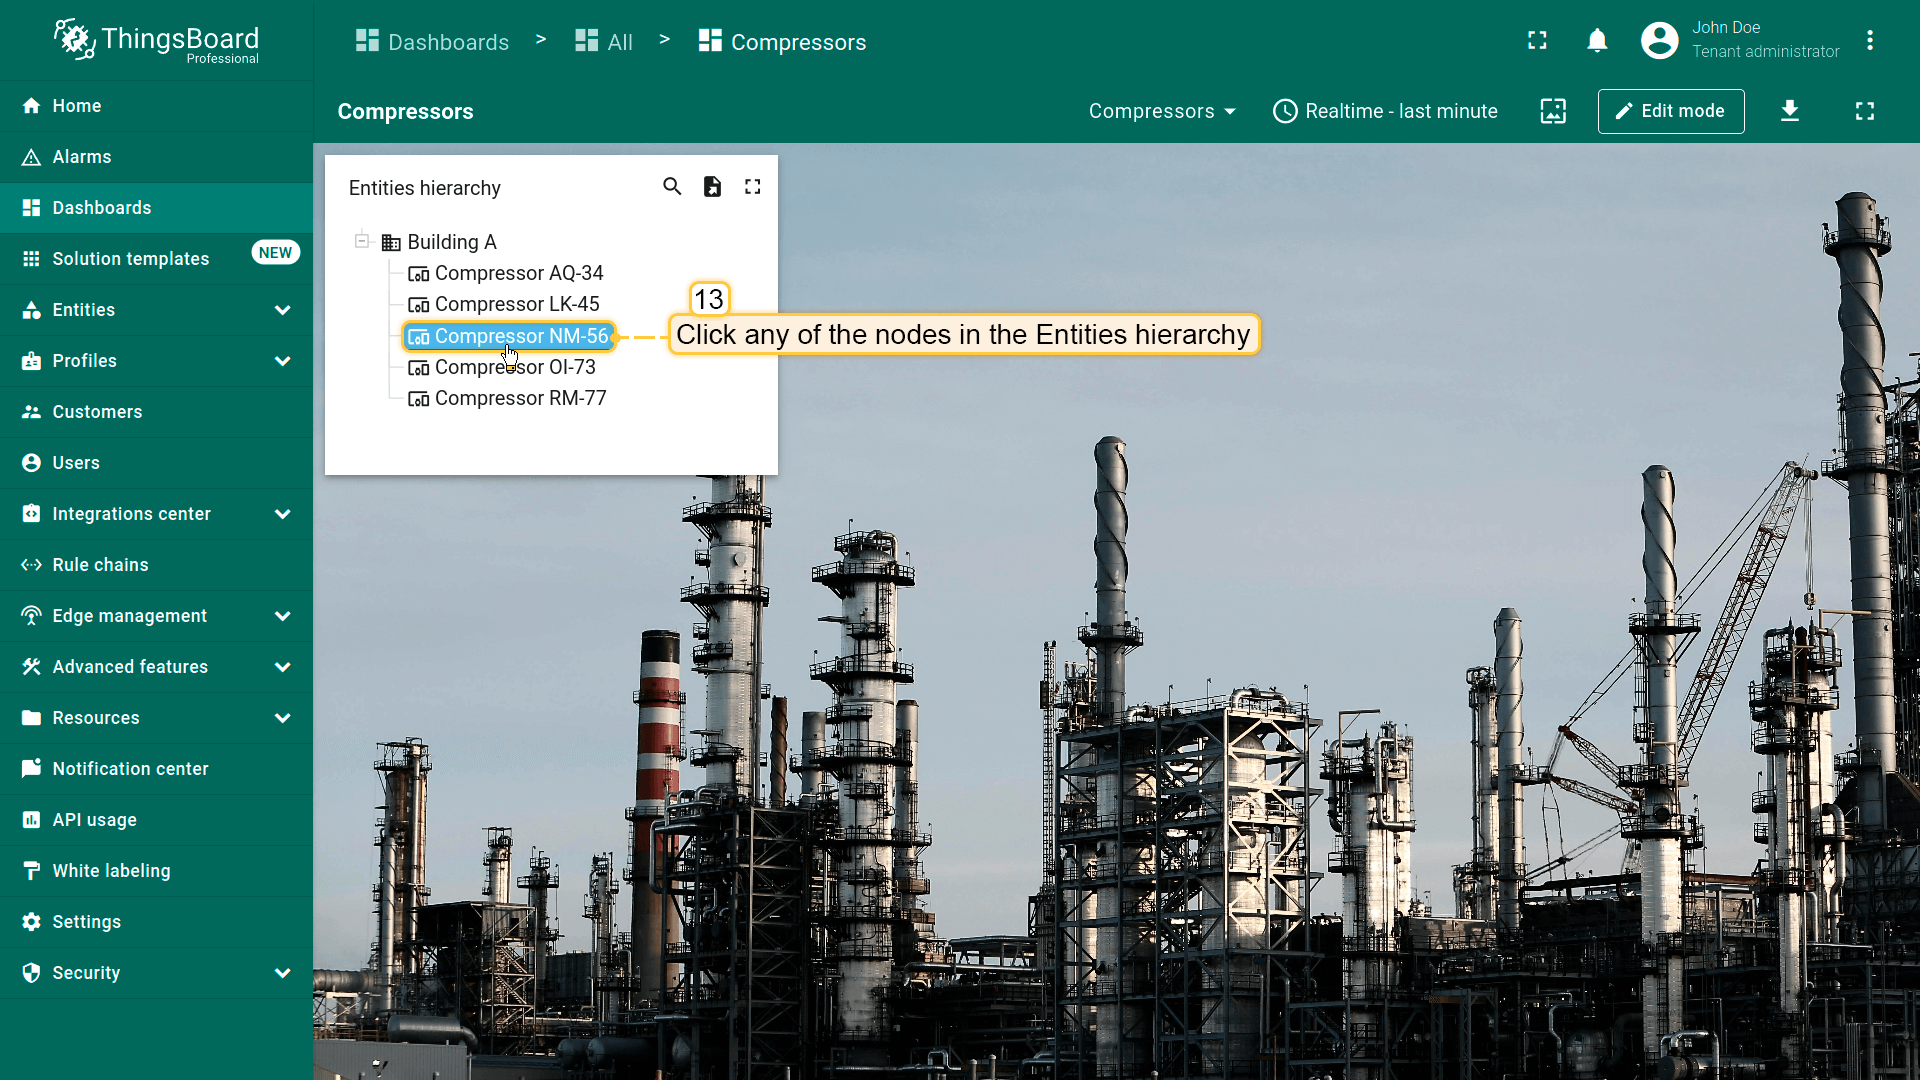 ThingsBoard
Professional
Dashboards > All > Compressors
John Doe
Tenant administrator
Compressors
Compressors
Realtime - last minute
Edit mode
Home
Alarms
Dashboards
Solution templates
NEW
Entities
Profiles
Customers
Users
Integrations center
Rule chains
Edge management
Advanced features
Resources
Notification center
API usage
White labeling
Settings
Security
Entities hierarchy
Building A
Compressor AQ-34
Compressor LK-45
Compressor NM-56
Compressor OI-73
Compressor RM-77
13
Click any of the nodes in the Entities hierarchy